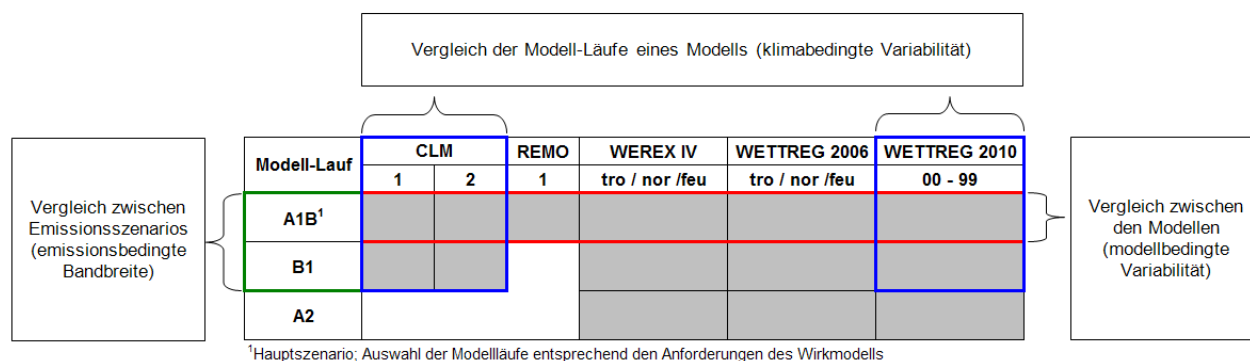 Vergleich der Modell-Läufe eines Modells (klimabedingte Variabilität)
Vergleich zwischen
Emissionsszenarios
(emissionsbedingte
Bandbreite)
Modell-Lauf CLM REMO WEREX IV WETTREG 2006 WETTREG 2010
1 2 1 tro / nor /feu tro / nor /feu 00 - 99
A1B¹
B1
A2
Vergleich zwischen
den Modellen
(modellbedingte
Variabilität)
¹Hauptszenario; Auswahl der Modellläufe entsprechend den Anforderungen des Wirkmodells